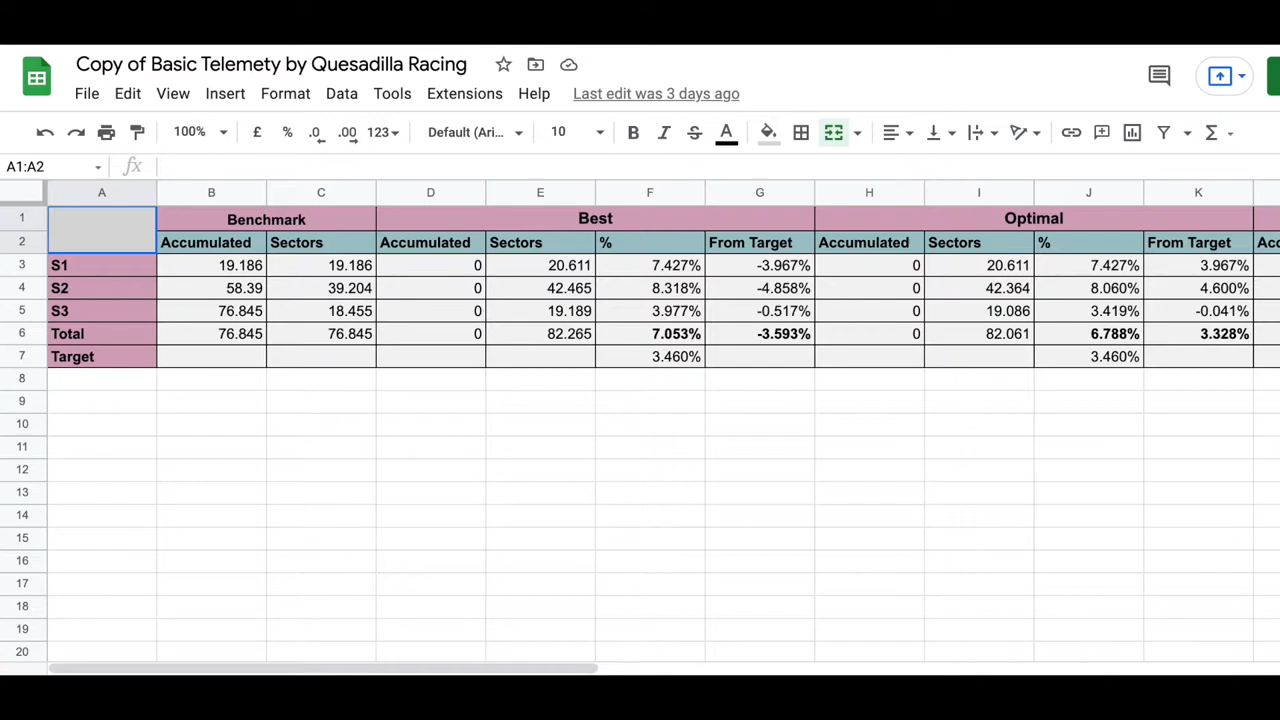 Copy of Basic Telemety by Quesadilla Racing
File Edit View Insert Format Data Tools Extensions Help Last edit was 3 days ago
100% £ % .0 .00 123 Default (Ari... 10 B I S A Σ
A1:A2 fx
A B C D E F G H I J K
1 Benchmark Best Optimal
2 Accumulated Sectors Accumulated Sectors % From Target Accumulated Sectors % From Target
3 S1 19.186 19.186 0 20.611 7.427% -3.967% 0 20.611 7.427% 3.967%
4 S2 58.39 39.204 0 42.465 8.318% -4.858% 0 42.364 8.060% 4.600%
5 S3 76.845 18.455 0 19.189 3.977% -0.517% 0 19.086 3.419% -0.041%
6 Total 76.845 76.845 0 82.265 7.053% -3.593% 0 82.061 6.788% 3.328%
7 Target 3.460% 3.460%
8
9
10
11
12
13
14
15
16
17
18
19
20